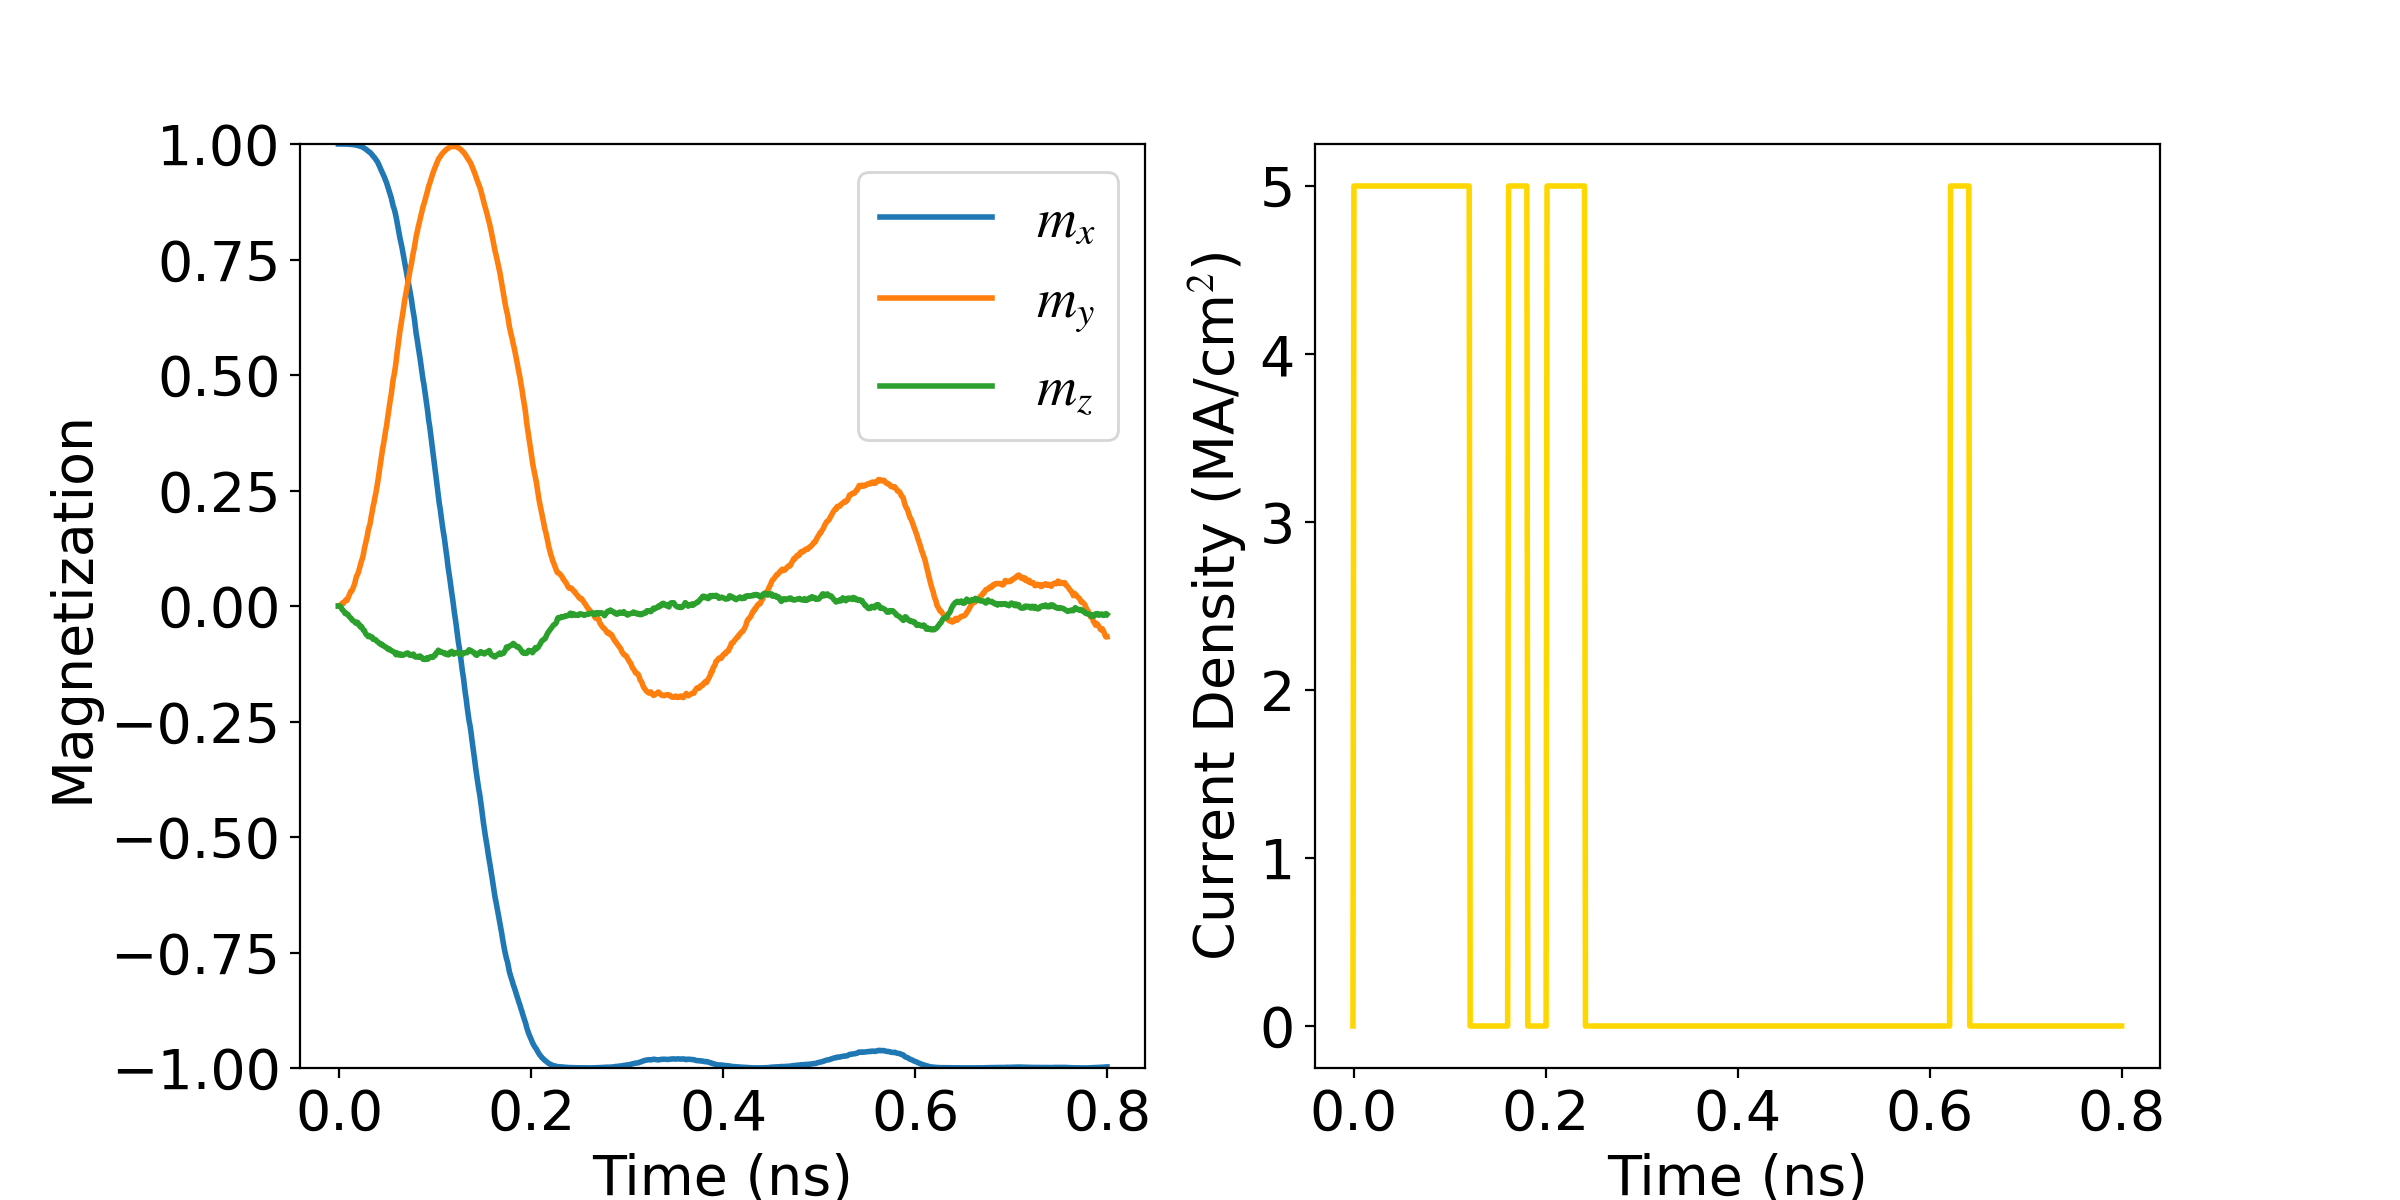 1.00
0.75
0.50
0.25
0.00
−0.25
−0.50
−0.75
−1.00
Magnetization
0.0 0.2 0.4 0.6 0.8
Time (ns)
m_x
m_y
m_z
5
4
3
2
1
0
Current Density (MA/cm²)
0.0 0.2 0.4 0.6 0.8
Time (ns)